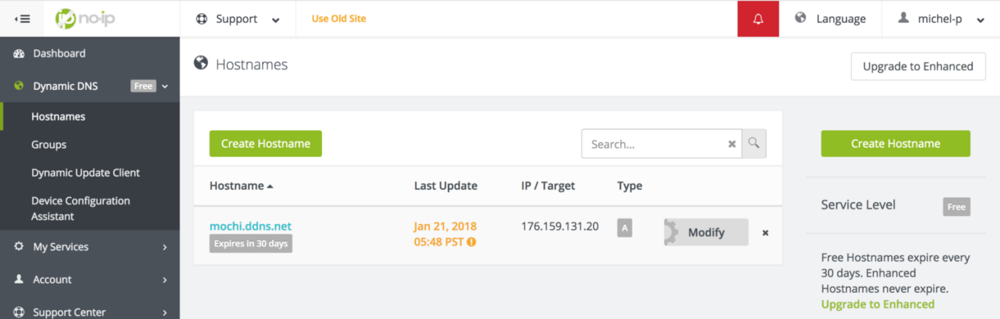 no-ip
Support
Use Old Site
Language
michel-p
Dashboard
Dynamic DNS Free
Hostnames
Groups
Dynamic Update Client
Device Configuration
Assistant
My Services
Account
Support Center
Hostnames
Upgrade to Enhanced
Create Hostname
Search...
Hostname Last Update IP / Target Type
mochi.ddns.net Jan 21, 2018 176.159.131.20 A Modify
Expires in 30 days 05:48 PST
Create Hostname
Service Level Free
Free Hostnames expire every
30 days. Enhanced
Hostnames never expire.
Upgrade to Enhanced